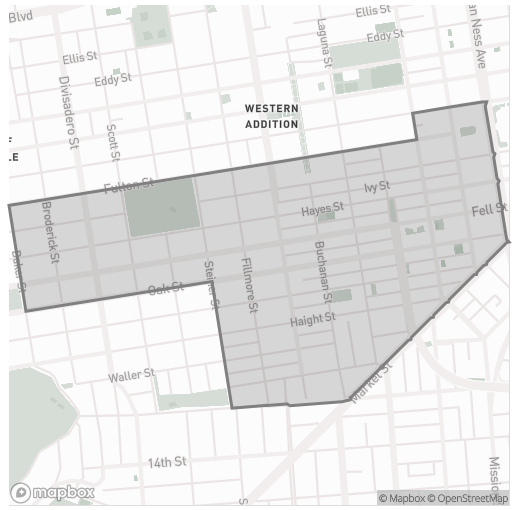 Blvd
Ellis St
Eddy St
Ellis St
Eddy St
Laguna St
an Ness Ave
Divisadero St
Scott St
WESTERN
ADDITION
F
LE
Fulton St
Ivy St
Hayes St
Fell St
Broderick St
Baker St
Steiner St
Fillmore St
Buchanan St
Oak St
Haight St
Waller St
Market St
14th St
S
Mission
mapbox
© Mapbox © OpenStreetMap